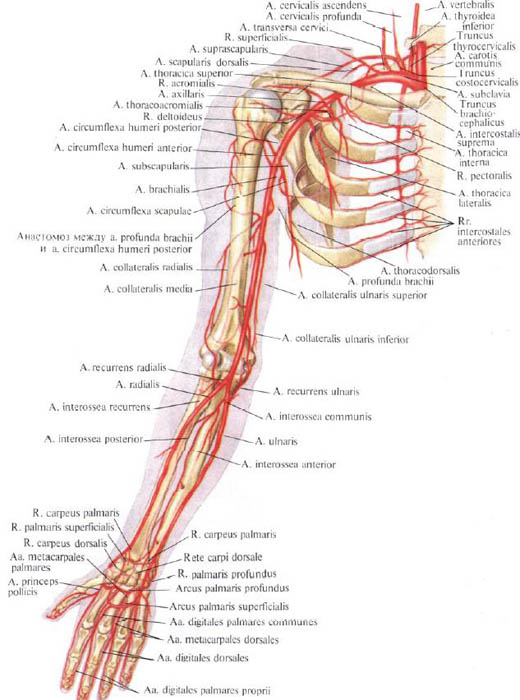 A. cervicalis ascendens
A. cervicalis profunda
A. transversa cervici
R. superficialis
A. suprascapularis
A. scapularis dorsalis
A. thoracica superior
R. acromialis
A. axillaris
A. thoracoacromialis
R. deltoideus
A. circumflexa humeri posterior
A. circumflexa humeri anterior
A. subscapularis
A. brachialis
A. circumflexa scapulae
Анастомоз между a. profunda brachii
и a. circumflexa humeri posterior
A. collateralis radialis
A. collateralis media
A. vertebralis
A. thyroidea
inferior
Truncus
thyrocervicalis
A. carotis
communis
Truncus
costocervicalis
A. subclavia
Truncus
brachio-
cephalicus
A. intercostalis
suprema
A. thoracica
interna
R. pectoralis
A. thoracica
lateralis
Rr.
intercostales
anteriores
A. thoracodorsalis
A. profunda brachii
A. collateralis ulnaris superior
A. collateralis ulnaris inferior
A. recurrens radialis
A. radialis
A. interossea recurrens
A. interossea posterior
A. recurrens ulnaris
A. interossea communis
A. ulnaris
A. interossea anterior
R. carpeus palmaris
R. palmaris superficialis
R. carpeus dorsalis
Aa. metacarpales
palmares
A. princeps
pollicis
R. carpeus palmaris
Rete carpi dorsale
R. palmaris profundus
Arcus palmaris profundus
Arcus palmaris superficialis
Aa. digitales palmares communes
Aa. metacarpales dorsales
Aa. digitales dorsales
Aa. digitales palmares proprii